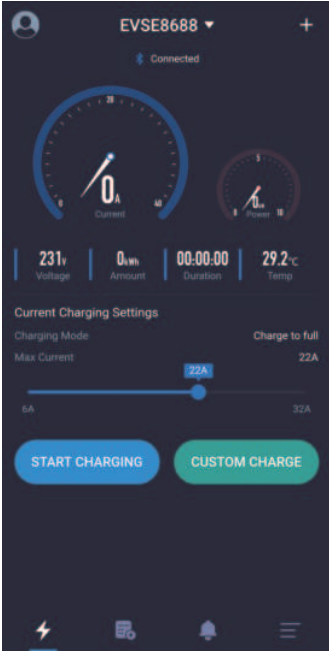 EVSE8688 ▼ +
Connected
20
0 40
0A
Current
5
0 10
0kW
Power
231V 0kWh 00:00:00 29.2°C
Voltage Amount Duration Temp
Current Charging Settings
Charging Mode Charge to full
Max Current 22A
22A
6A 32A
START CHARGING CUSTOM CHARGE